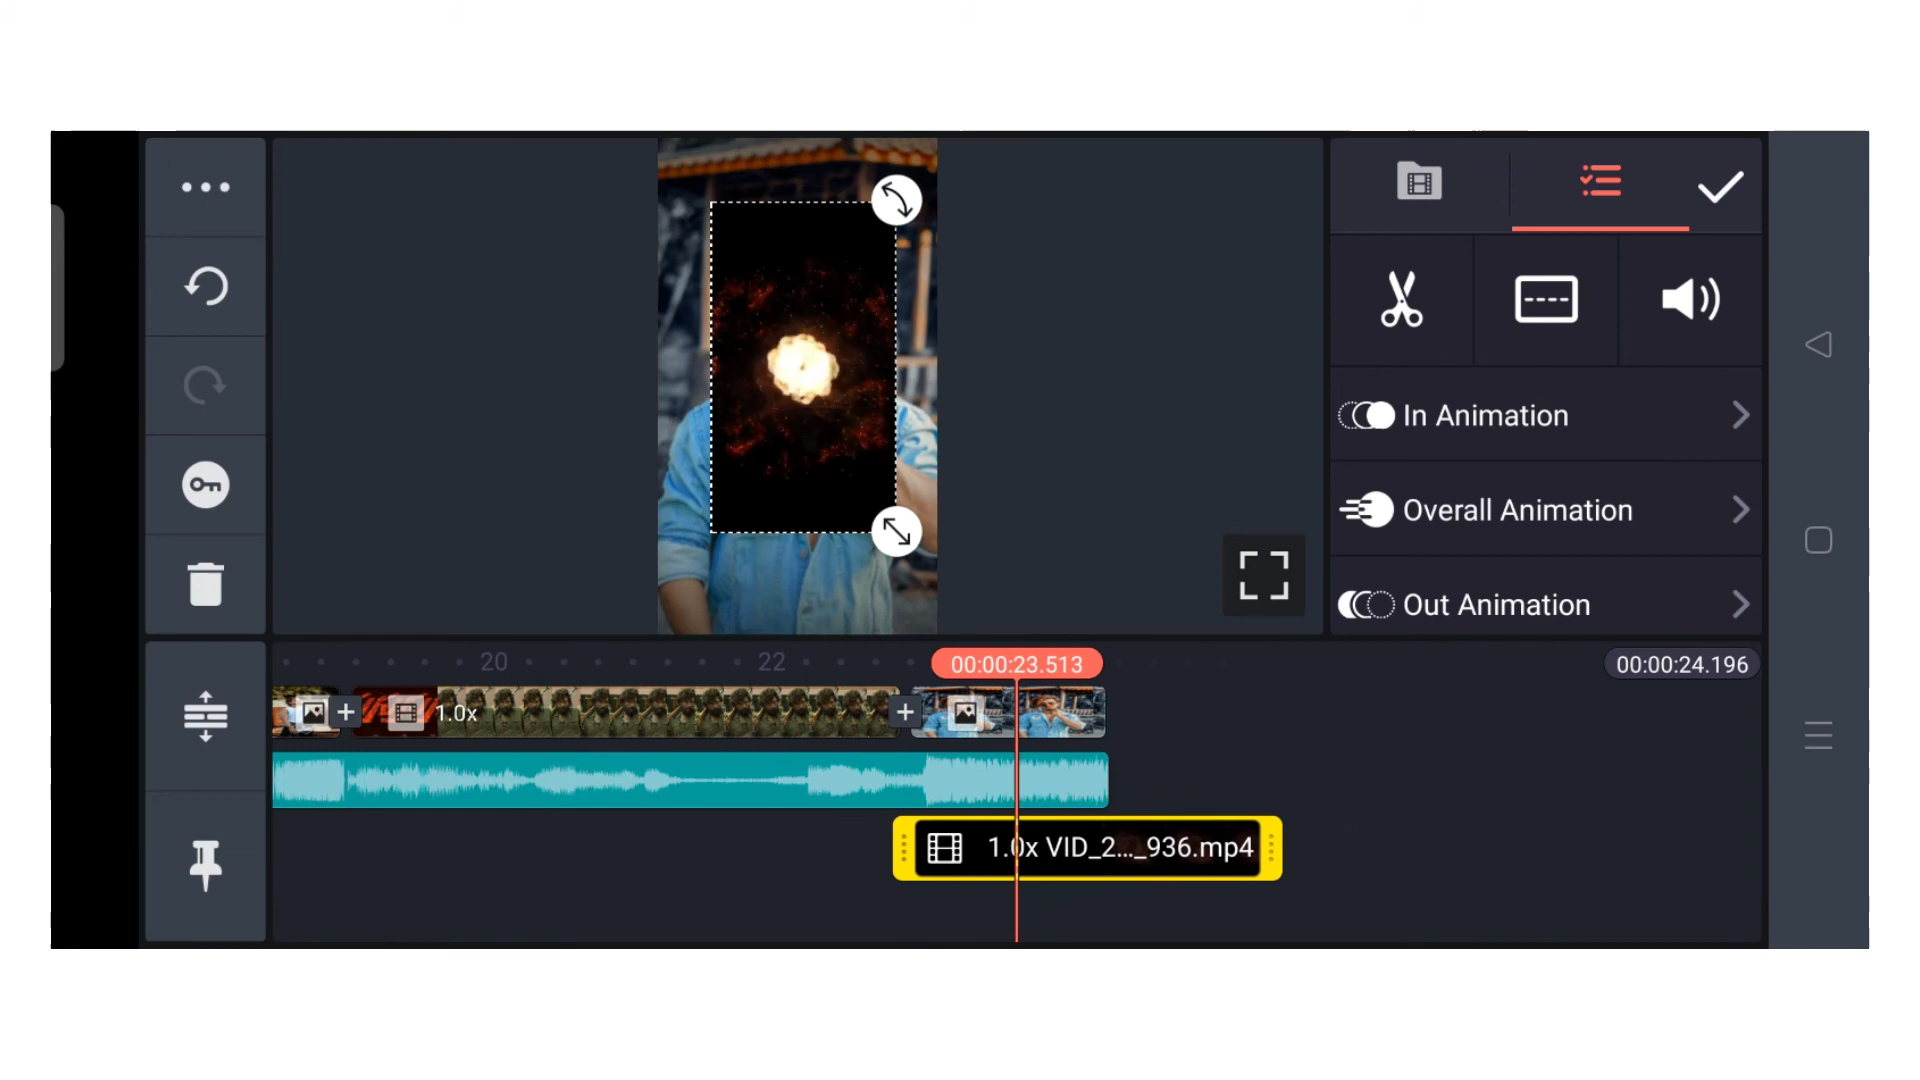 In Animation
Overall Animation
Out Animation
20
22
00:00:23.513
00:00:24.196
1.0x
1.0x VID_2..._936.mp4